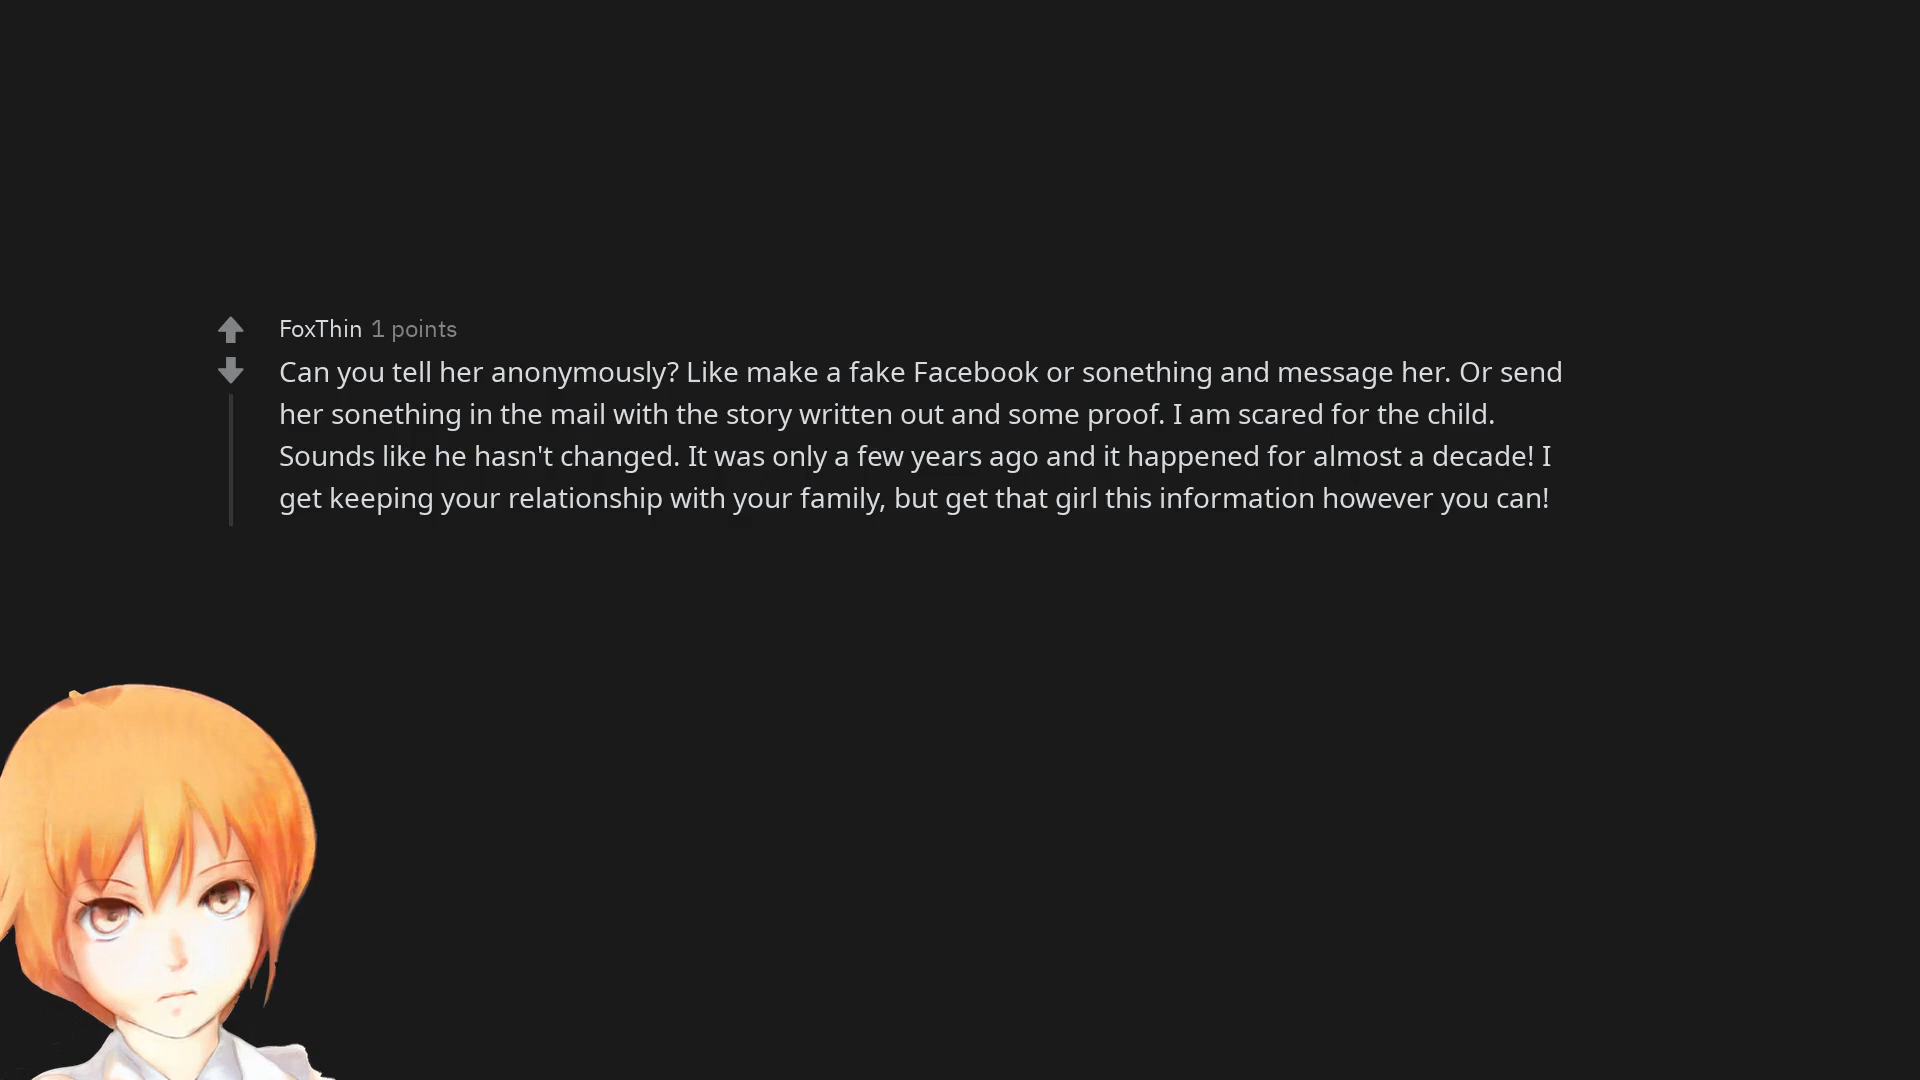 FoxThin 1 points
Can you tell her anonymously? Like make a fake Facebook or sonething and message her. Or send
her sonething in the mail with the story written out and some proof. I am scared for the child.
Sounds like he hasn't changed. It was only a few years ago and it happened for almost a decade! I
get keeping your relationship with your family, but get that girl this information however you can!